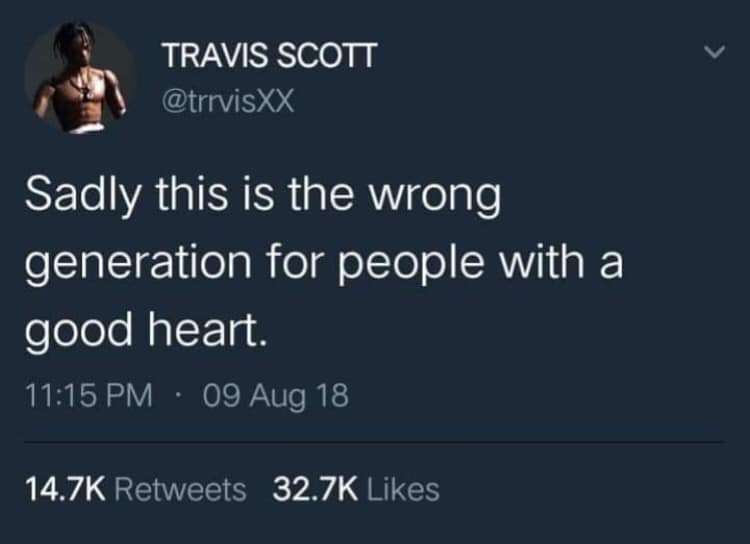 TRAVIS SCOTT
@trrvisXX
Sadly this is the wrong
generation for people with a
good heart.
11:15 PM · 09 Aug 18
14.7K Retweets 32.7K Likes